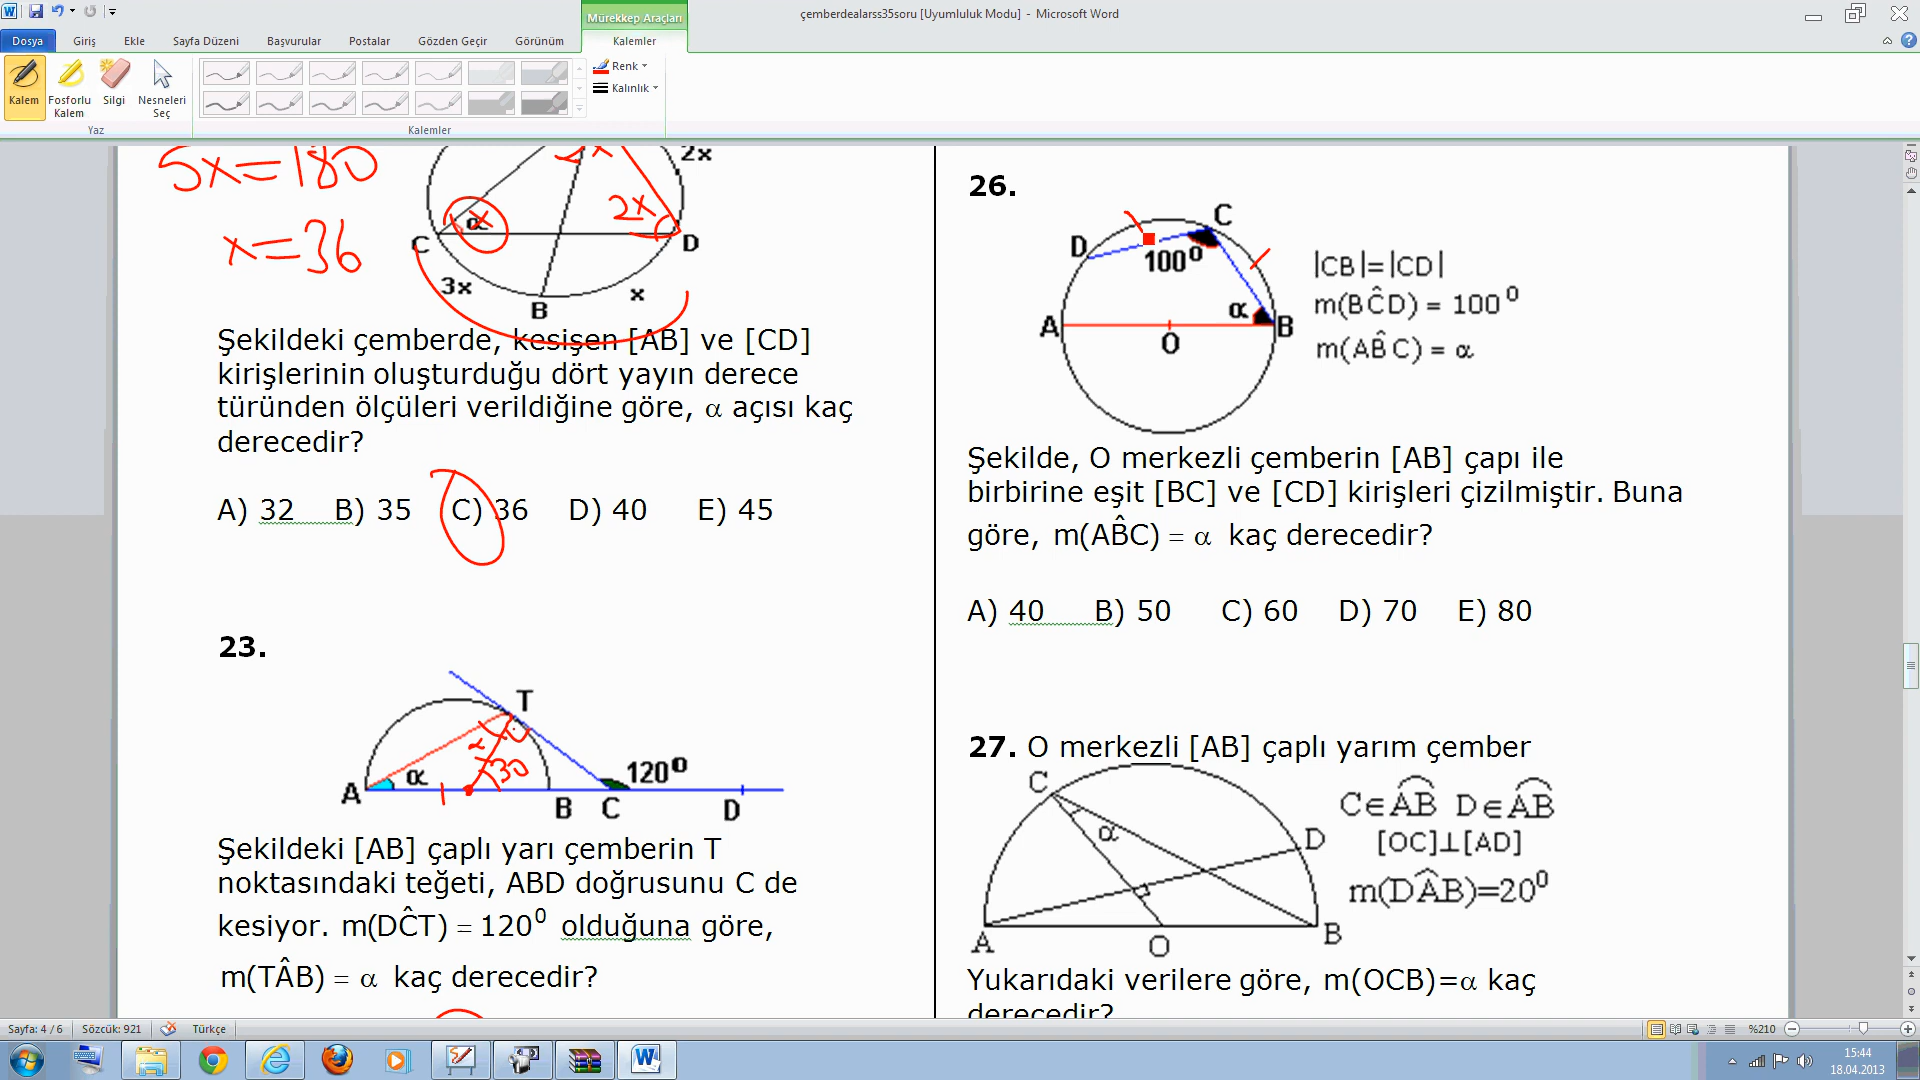 çemberdealarss35soru [Uyumluluk Modu] - Microsoft Word
Mürekkep Araçları
Dosya Giriş Ekle Sayfa Düzeni Başvurular Postalar Gözden Geçir Görünüm Kalemler
Kalem Fosforlu Kalem Silgi Nesneleri Seç
Renk
Kalınlık
Yaz Kalemler
5x=180
x=36
2x
2x
x
α
C
D
3x
B
x
Şekildeki çemberde, kesişen [AB] ve [CD]
kirişlerinin oluşturduğu dört yayın derece
türünden ölçüleri verildiğine göre, α açısı kaç
derecedir?
A) 32 B) 35 C) 36 D) 40 E) 45
23.
T
α
30
120⁰
α
A
B C D
Şekildeki [AB] çaplı yarı çemberin T
noktasındaki teğeti, ABD doğrusunu C de
kesiyor. m(DĈT) = 120⁰ olduğuna göre,
m(TÂB) = α kaç derecedir?
26.
C
D
100⁰
α
A
O
B
|CB|=|CD|
m(BĈD) = 100⁰
m(AB̂C) = α
Şekilde, O merkezli çemberin [AB] çapı ile
birbirine eşit [BC] ve [CD] kirişleri çizilmiştir. Buna
göre, m(AB̂C) = α kaç derecedir?
A) 40 B) 50 C) 60 D) 70 E) 80
27. O merkezli [AB] çaplı yarım çember
C
α
D
A
O
B
C∈AB D∈AB
[OC]⊥[AD]
m(DÂB)=20⁰
Yukarıdaki verilere göre, m(OCB)=α kaç
derecedir?
Sayfa: 4 / 6 Sözcük: 921 Türkçe %210
15:44
18.04.2013